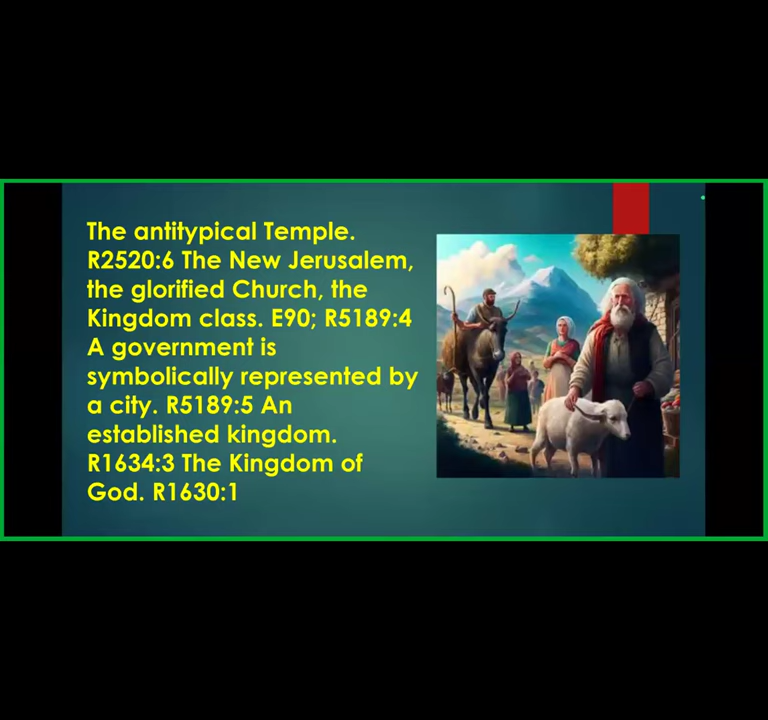 The antitypical Temple.
R2520:6 The New Jerusalem,
the glorified Church, the
Kingdom class. E90; R5189:4
A government is
symbolically represented by
a city. R5189:5 An
established kingdom.
R1634:3 The Kingdom of
God. R1630:1